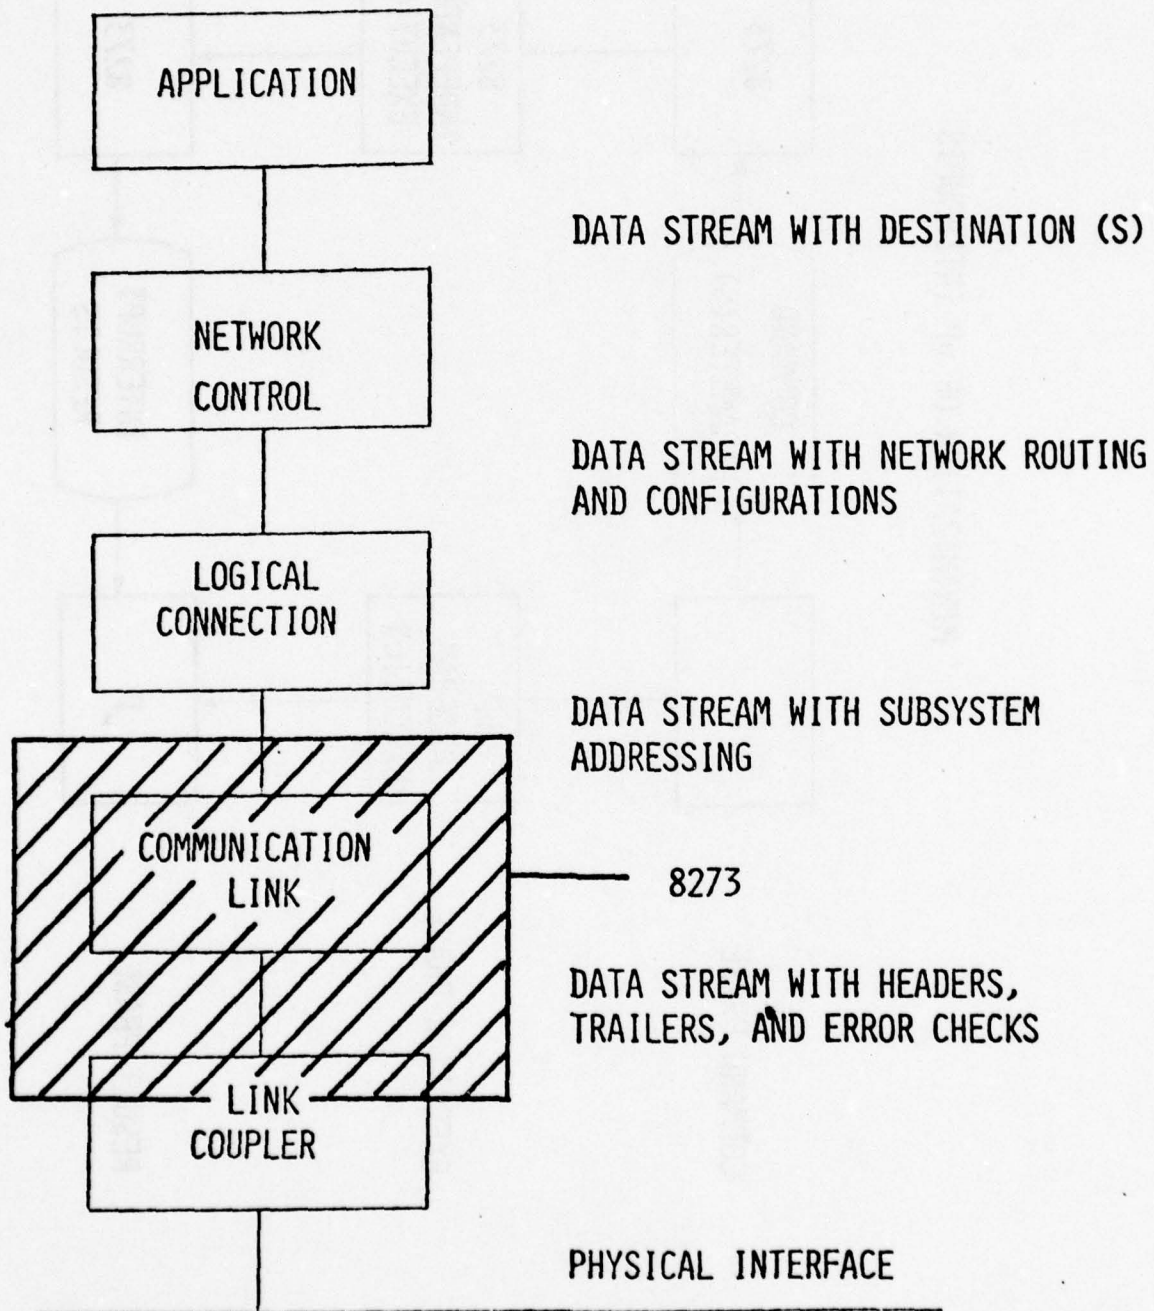 APPLICATION
DATA STREAM WITH DESTINATION (S)
NETWORK
CONTROL
DATA STREAM WITH NETWORK ROUTING
AND CONFIGURATIONS
LOGICAL
CONNECTION
DATA STREAM WITH SUBSYSTEM
ADDRESSING
COMMUNICATION
LINK
8273
DATA STREAM WITH HEADERS,
TRAILERS, AND ERROR CHECKS
LINK
COUPLER
PHYSICAL INTERFACE